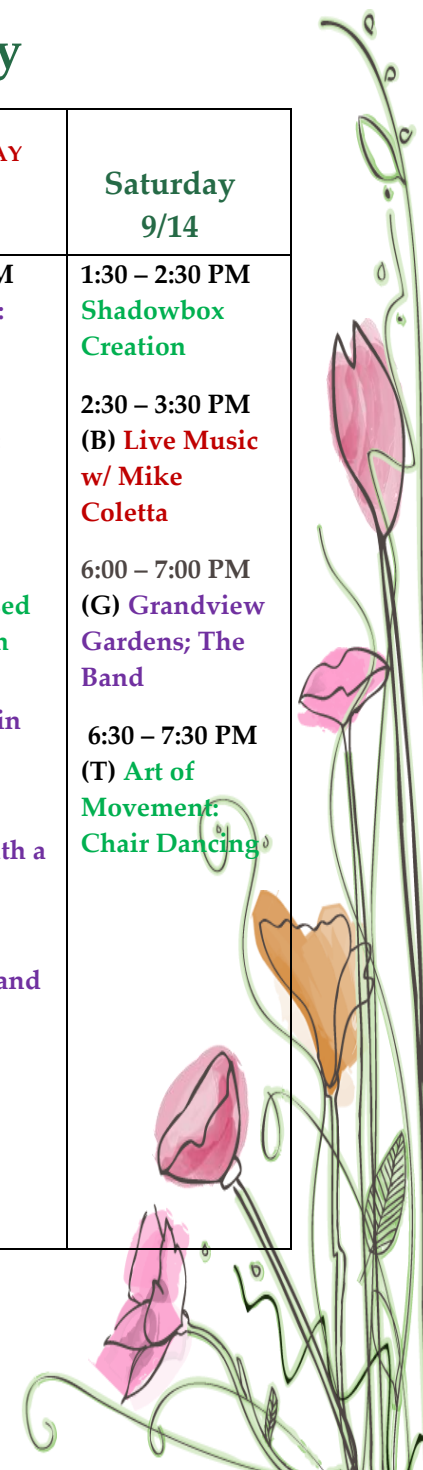 y
AY
Saturday
9/14
M
:
ed
n
in
th a
and
1:30 – 2:30 PM
Shadowbox
Creation
2:30 – 3:30 PM
(B) Live Music
w/ Mike
Coletta
6:00 – 7:00 PM
(G) Grandview
Gardens; The
Band
6:30 – 7:30 PM
(T) Art of
Movement:
Chair Dancing